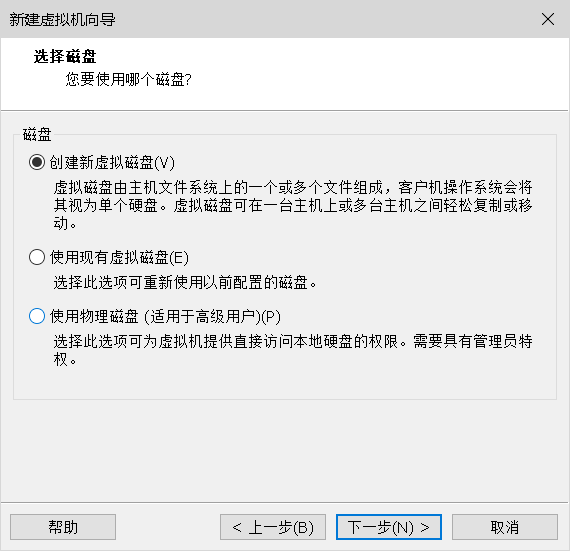 新建虚拟机向导
选择磁盘
您要使用哪个磁盘?
磁盘
创建新虚拟磁盘(V)
虚拟磁盘由主机文件系统上的一个或多个文件组成，客户机操作系统会将
其视为单个硬盘。虚拟磁盘可在一台主机上或多台主机之间轻松复制或移
动。
使用现有虚拟磁盘(E)
选择此选项可重新使用以前配置的磁盘。
使用物理磁盘 (适用于高级用户)(P)
选择此选项可为虚拟机提供直接访问本地硬盘的权限。需要具有管理员特
权。
帮助
< 上一步(B)
下一步(N) >
取消